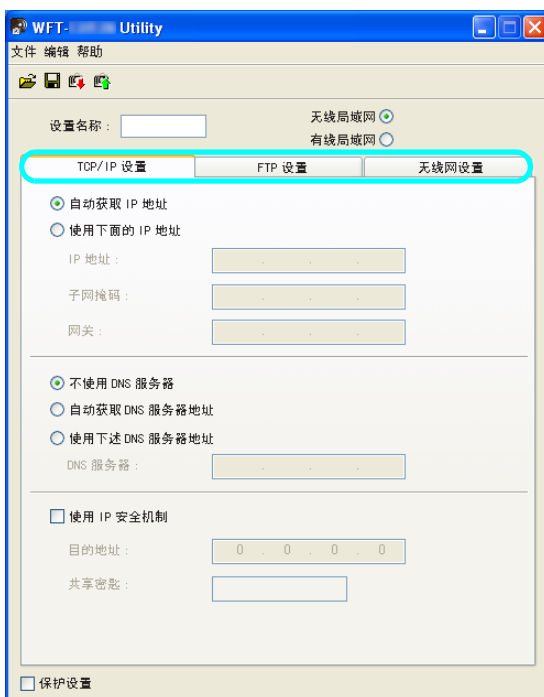 WFT- Utility
文件 编辑 帮助
设置名称：
无线局域网
有线局域网
TCP/IP 设置 FTP 设置 无线网设置
自动获取 IP 地址
使用下面的 IP 地址
IP 地址：
子网掩码：
网关：
不使用 DNS 服务器
自动获取 DNS 服务器地址
使用下述 DNS 服务器地址
DNS 服务器：
使用 IP 安全机制
目的地址： 0 . 0 . 0 . 0
共享密匙：
保护设置